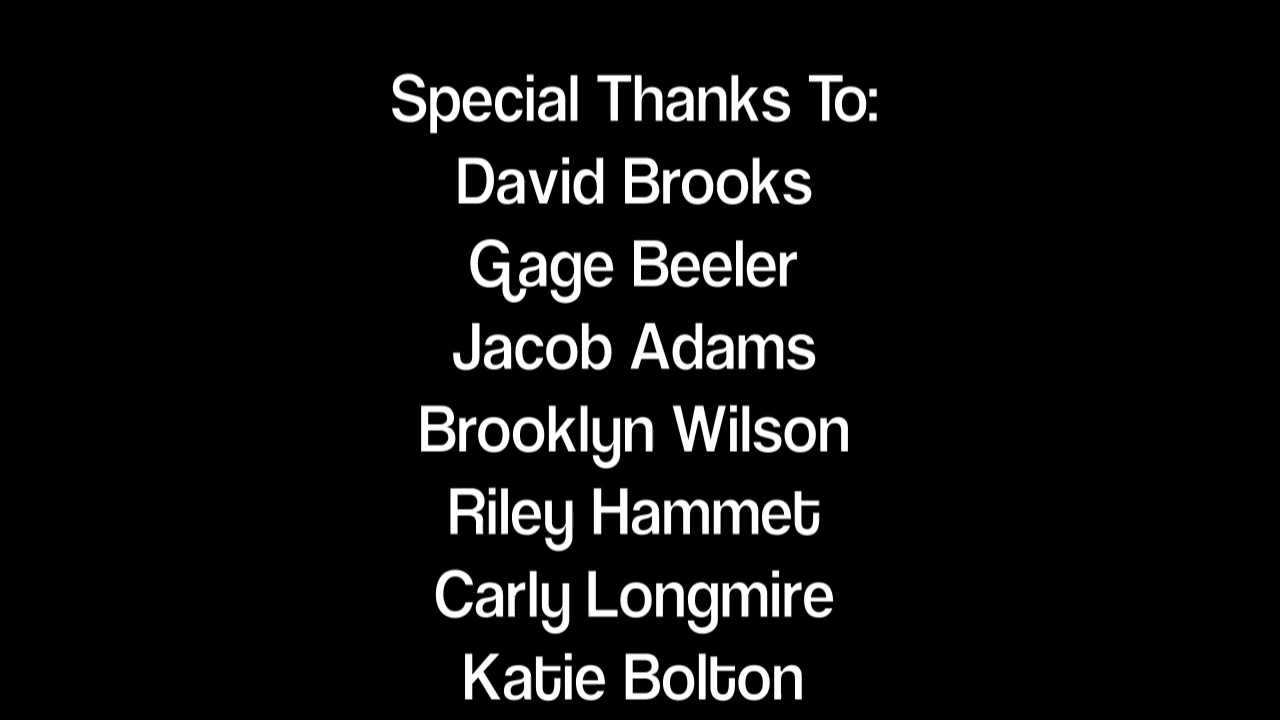 Special Thanks To:
David Brooks
Gage Beeler
Jacob Adams
Brooklyn Wilson
Riley Hammet
Carly Longmire
Katie Bolton